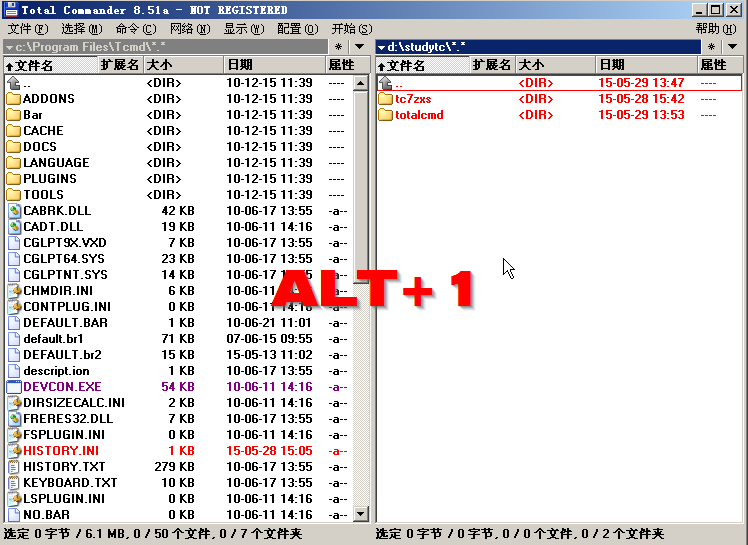 Total Commander 8.51a - NOT REGISTERED
文件(F) 选择(M) 命令(C) 网络(N) 显示(W) 配置(O) 开始(S) 帮助(H)
c:\Program Files\Tcmd\*.* * d:\studytc\*.* *
文件名 扩展名 大小 日期 属性 文件名 扩展名 大小 日期 属性
.. <DIR> 10-12-15 11:39 ---- .. <DIR> 15-05-29 13:47 ----
ADDONS <DIR> 10-12-15 11:39 ---- tc7zxs <DIR> 15-05-28 15:42 ----
Bar <DIR> 10-12-15 11:39 ---- totalcmd <DIR> 15-05-29 13:53 ----
CACHE <DIR> 10-12-15 11:39 ----
DOCS <DIR> 10-12-15 11:39 ----
LANGUAGE <DIR> 10-12-15 11:39 ----
PLUGINS <DIR> 10-12-15 11:39 ----
TOOLS <DIR> 10-12-15 11:39 ----
CABRK.DLL 42 KB 10-06-17 13:55 -a--
CADT.DLL 19 KB 10-06-11 14:16 -a--
CGLPT9X.VXD 7 KB 10-06-17 13:55 -a--
CGLPT64.SYS 23 KB 10-06-17 13:55 -a--
CGLPTNT.SYS 14 KB 10-06-17 13:55 -a--
CHMDIR.INI 6 KB 10-06-11 -a--
ALT+ 1
CONTPLUG.INI 0 KB 10-06-11 14:16 -a--
DEFAULT.BAR 1 KB 10-06-21 11:01 -a--
default.br1 71 KB 07-06-15 09:55 -a--
DEFAULT.br2 15 KB 15-05-13 11:02 -a--
descript.ion 1 KB 10-06-17 13:55 -a--
DEVCON.EXE 54 KB 10-06-11 14:16 -a--
DIRSIZECALC.INI 2 KB 10-06-11 14:16 -a--
FRERES32.DLL 7 KB 10-06-17 13:55 -a--
FSPLUGIN.INI 0 KB 10-06-11 14:16 -a--
HISTORY.INI 1 KB 15-05-28 15:05 -a--
HISTORY.TXT 279 KB 10-06-17 13:55 -a--
KEYBOARD.TXT 10 KB 10-06-17 13:55 -a--
LSPLUGIN.INI 0 KB 10-06-11 14:16 -a--
NO.BAR 0 KB 10-06-11 14:16 -a--
选定 0 字节 / 6.1 MB, 0 / 50 个文件, 0 / 7 个文件夹 选定 0 字节 / 0 字节, 0 / 0 个文件, 0 / 2 个文件夹